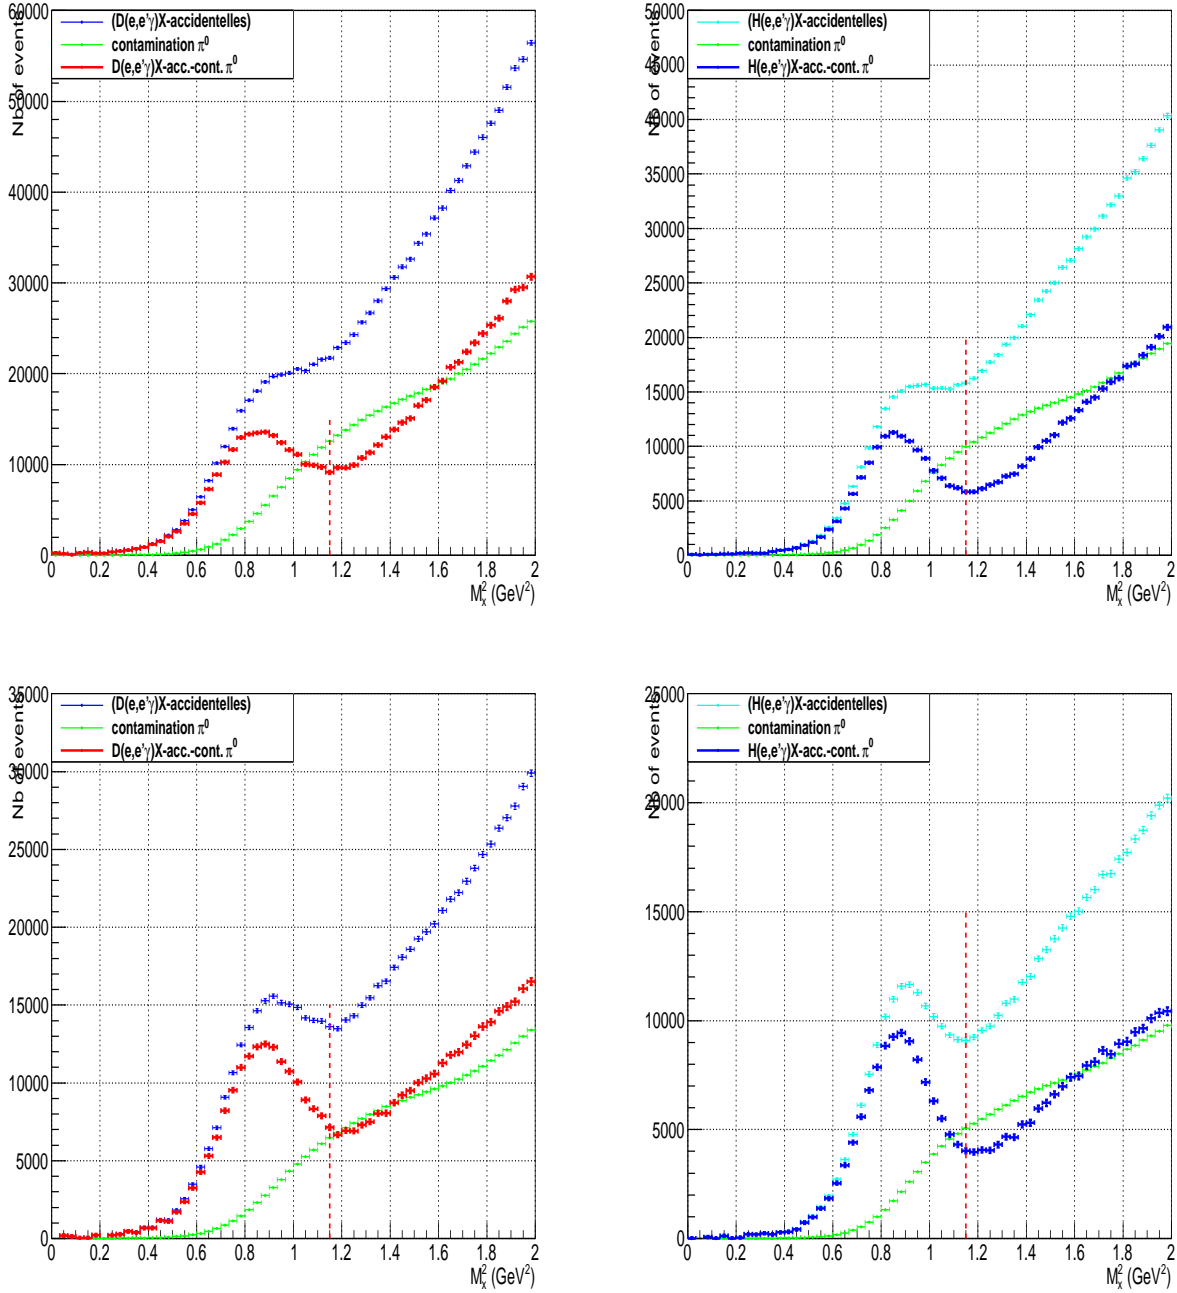 60000
50000
40000
30000
20000
10000
0
Nb of events
(D(e,e'γ)X-accidentelles)
contamination π⁰
D(e,e'γ)X-acc.-cont. π⁰
0 0.2 0.4 0.6 0.8 1 1.2 1.4 1.6 1.8 2
M²ₓ (GeV²)
50000
45000
40000
35000
30000
25000
20000
15000
10000
5000
0
Nb of events
(H(e,e'γ)X-accidentelles)
contamination π⁰
H(e,e'γ)X-acc.-cont. π⁰
0 0.2 0.4 0.6 0.8 1 1.2 1.4 1.6 1.8 2
M²ₓ (GeV²)
35000
30000
25000
20000
15000
10000
5000
0
Nb of events
(D(e,e'γ)X-accidentelles)
contamination π⁰
D(e,e'γ)X-acc.-cont. π⁰
0 0.2 0.4 0.6 0.8 1 1.2 1.4 1.6 1.8 2
M²ₓ (GeV²)
25000
20000
15000
10000
5000
0
Nb of events
(H(e,e'γ)X-accidentelles)
contamination π⁰
H(e,e'γ)X-acc.-cont. π⁰
0 0.2 0.4 0.6 0.8 1 1.2 1.4 1.6 1.8 2
M²ₓ (GeV²)